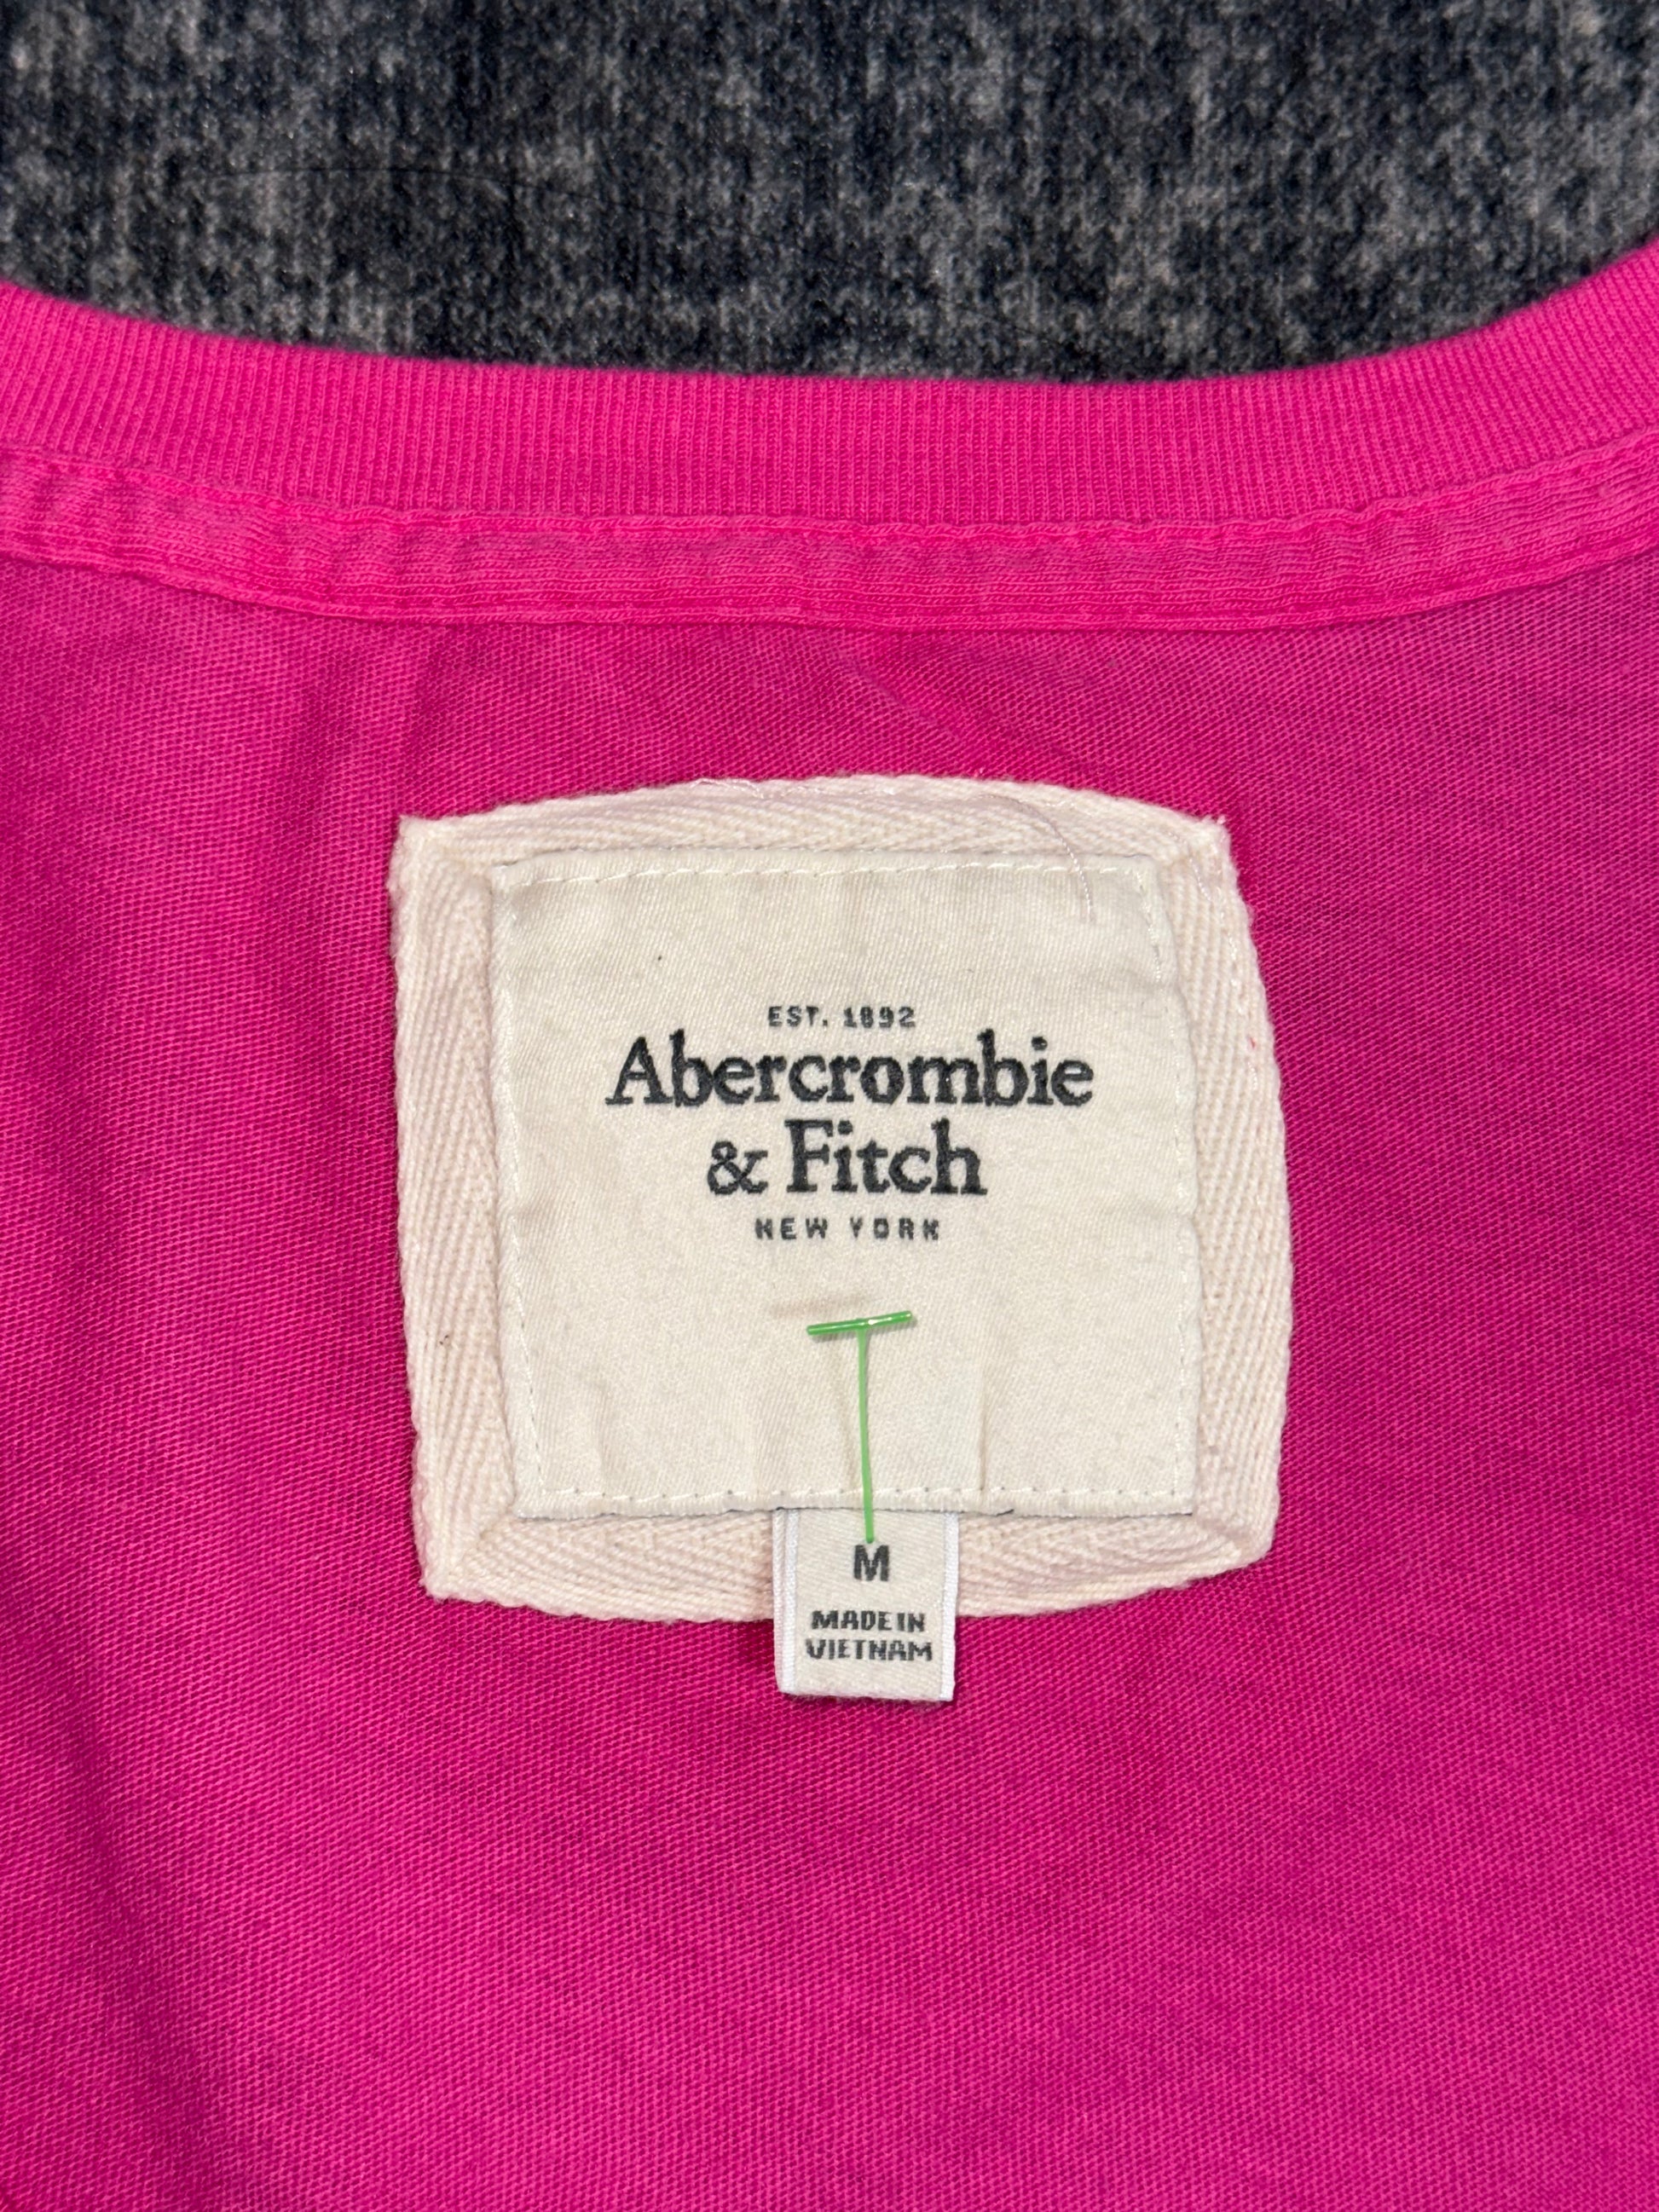 EST. 1892
Abercrombie
& Fitch
NEW YORK
M
MADE IN
VIETNAM